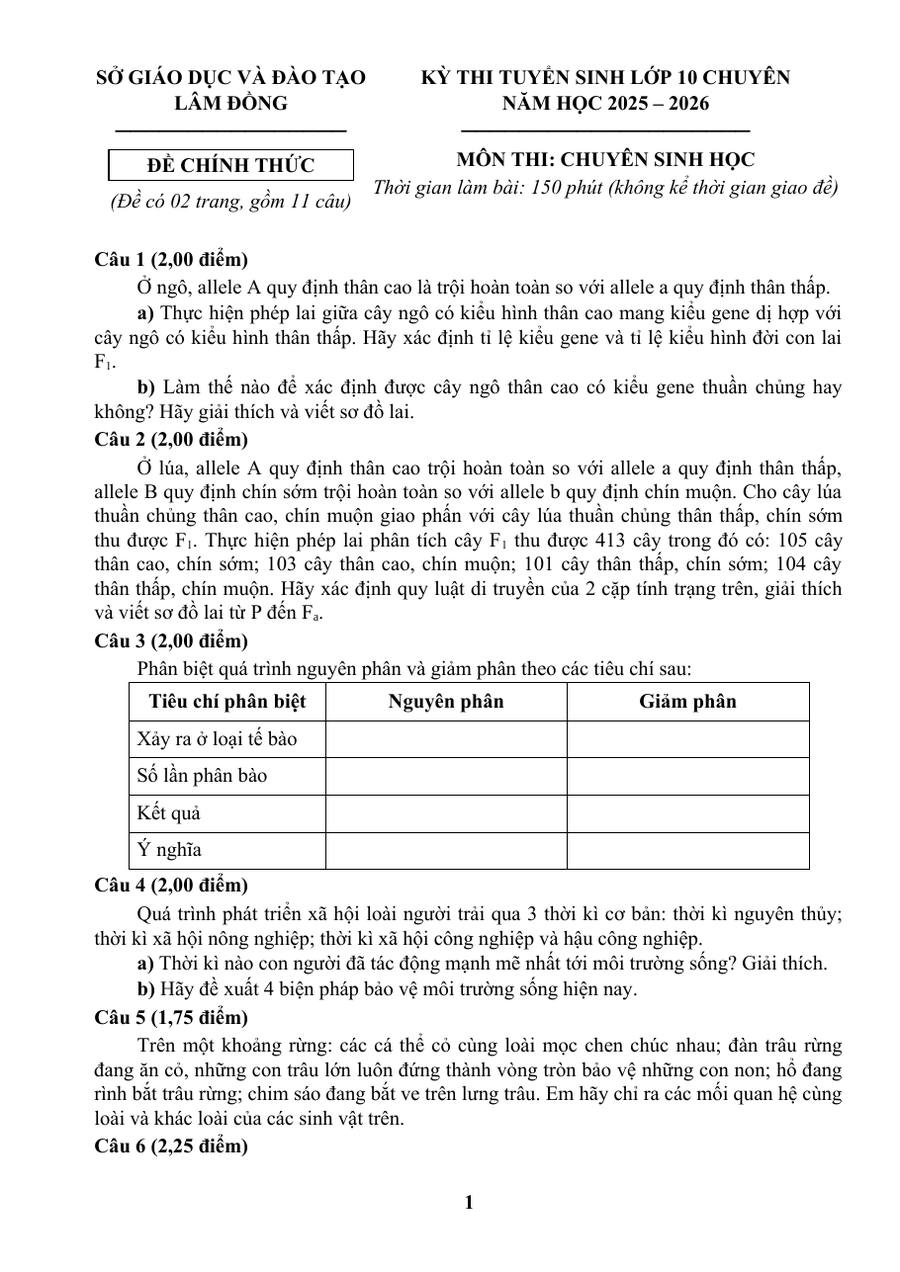 SỞ GIÁO DỤC VÀ ĐÀO TẠO
LÂM ĐỒNG
KỲ THI TUYỂN SINH LỚP 10 CHUYÊN
NĂM HỌC 2025 – 2026
ĐỀ CHÍNH THỨC
(Đề có 02 trang, gồm 11 câu)
MÔN THI: CHUYÊN SINH HỌC
Thời gian làm bài: 150 phút (không kể thời gian giao đề)
Câu 1 (2,00 điểm)
Ở ngô, allele A quy định thân cao là trội hoàn toàn so với allele a quy định thân thấp.
a) Thực hiện phép lai giữa cây ngô có kiểu hình thân cao mang kiểu gene dị hợp với
cây ngô có kiểu hình thân thấp. Hãy xác định tỉ lệ kiểu gene và tỉ lệ kiểu hình đời con lai
F₁.
b) Làm thế nào để xác định được cây ngô thân cao có kiểu gene thuần chủng hay
không? Hãy giải thích và viết sơ đồ lai.
Câu 2 (2,00 điểm)
Ở lúa, allele A quy định thân cao trội hoàn toàn so với allele a quy định thân thấp,
allele B quy định chín sớm trội hoàn toàn so với allele b quy định chín muộn. Cho cây lúa
thuần chủng thân cao, chín muộn giao phấn với cây lúa thuần chủng thân thấp, chín sớm
thu được F₁. Thực hiện phép lai phân tích cây F₁ thu được 413 cây trong đó có: 105 cây
thân cao, chín sớm; 103 cây thân cao, chín muộn; 101 cây thân thấp, chín sớm; 104 cây
thân thấp, chín muộn. Hãy xác định quy luật di truyền của 2 cặp tính trạng trên, giải thích
và viết sơ đồ lai từ P đến Fₐ.
Câu 3 (2,00 điểm)
Phân biệt quá trình nguyên phân và giảm phân theo các tiêu chí sau:
Tiêu chí phân biệt Nguyên phân Giảm phân
Xảy ra ở loại tế bào
Số lần phân bào
Kết quả
Ý nghĩa
Câu 4 (2,00 điểm)
Quá trình phát triển xã hội loài người trải qua 3 thời kì cơ bản: thời kì nguyên thủy;
thời kì xã hội nông nghiệp; thời kì xã hội công nghiệp và hậu công nghiệp.
a) Thời kì nào con người đã tác động mạnh mẽ nhất tới môi trường sống? Giải thích.
b) Hãy đề xuất 4 biện pháp bảo vệ môi trường sống hiện nay.
Câu 5 (1,75 điểm)
Trên một khoảng rừng: các cá thể cỏ cùng loài mọc chen chúc nhau; đàn trâu rừng
đang ăn cỏ, những con trâu lớn luôn đứng thành vòng tròn bảo vệ những con non; hổ đang
rình bắt trâu rừng; chim sáo đang bắt ve trên lưng trâu. Em hãy chỉ ra các mối quan hệ cùng
loài và khác loài của các sinh vật trên.
Câu 6 (2,25 điểm)
1